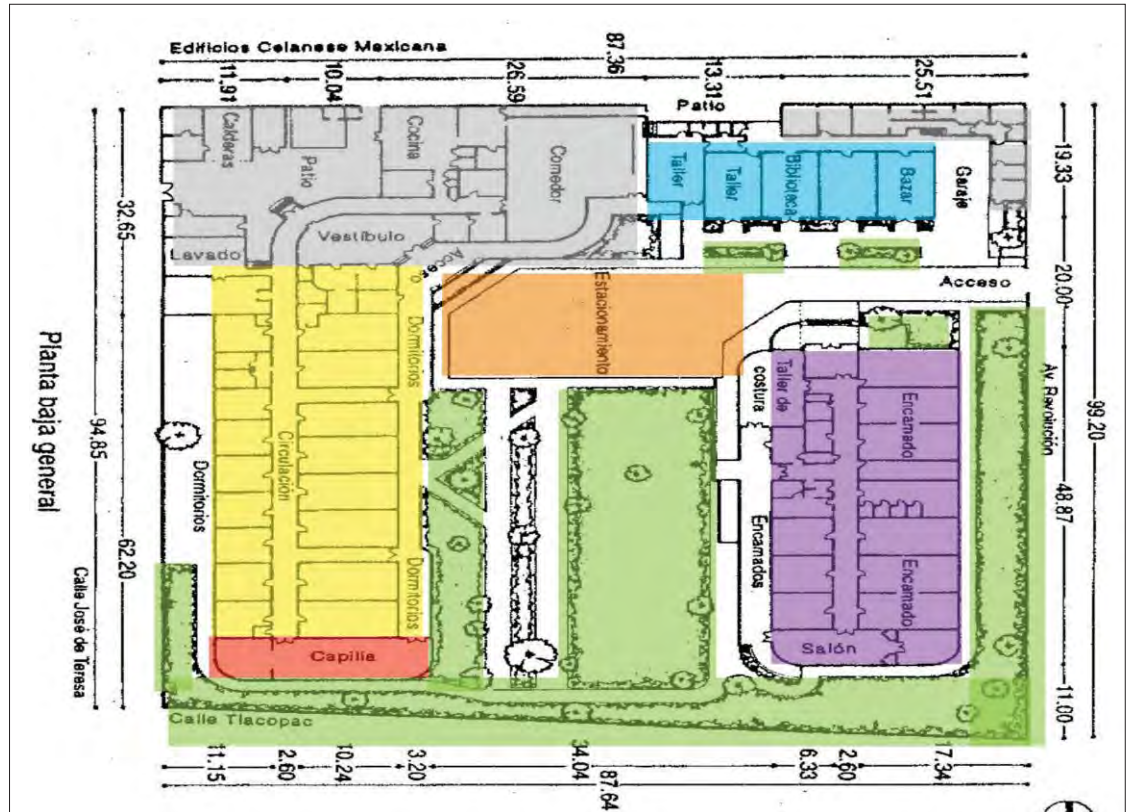 Edificios Celanese Mexicana
87.36
11.91
10.04
26.59
13.31
25.51
Patio
Calderas
Patio
Cocina
Comedor
Taller
Taller
Biblioteca
Bazar
Garaje
Vestíbulo
Lavado
Acceso
Acceso
Estacionamiento
Dormitorios
Dormitorios
Dormitorios
Circulación
Taller de
costura
Encamado
Encamado
Encamados
Salón
Capilla
Calle Tlacopac
Calle José de Teresa
Av. Revolución
Planta baja general
32.65
62.20
94.85
19.33
20.00
48.87
11.00
99.20
11.15
2.60
10.24
3.20
34.04
6.33
2.60
17.34
87.64